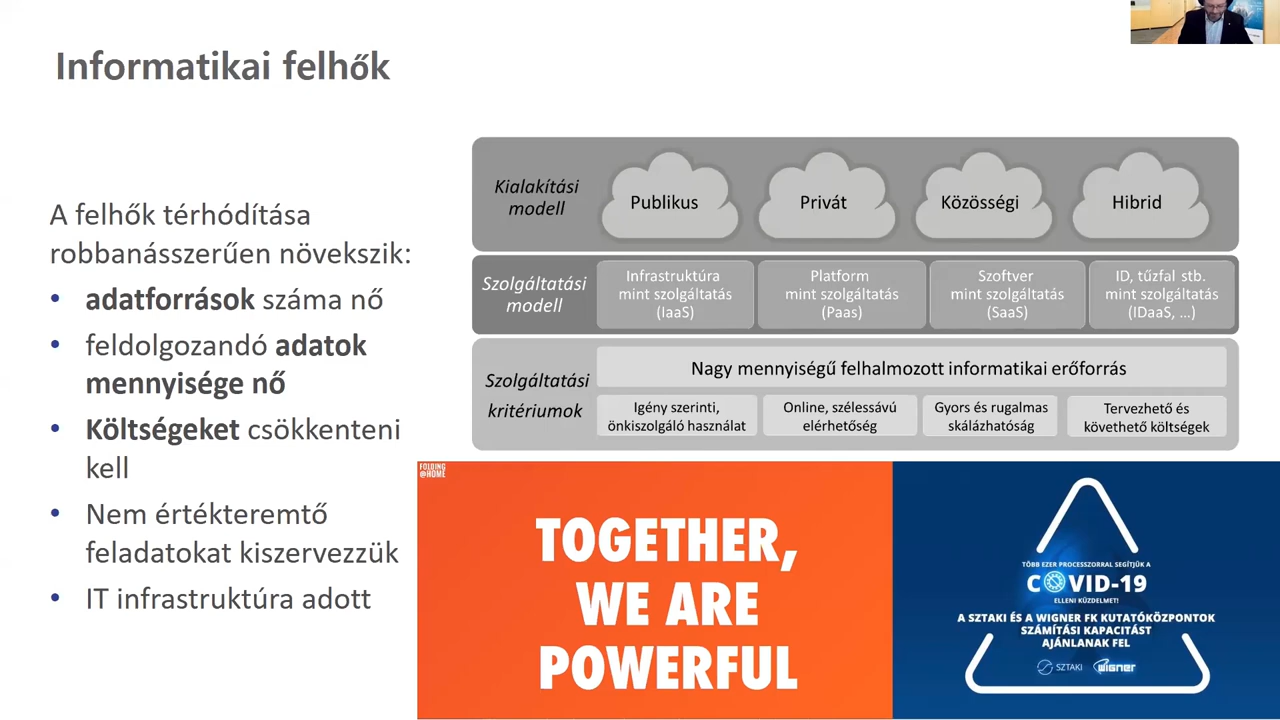 Informatikai felhők
A felhők térhódítása
robbanásszerűen növekszik:
• adatforrások száma nő
• feldolgozandó adatok
mennyisége nő
• Költségeket csökkenteni
kell
• Nem értékteremtő
feladatokat kiszervezzük
• IT infrastruktúra adott
Kialakítási
modell
Publikus
Privát
Közösségi
Hibrid
Szolgáltatási
modell
Infrastruktúra
mint szolgáltatás
(IaaS)
Platform
mint szolgáltatás
(Paas)
Szoftver
mint szolgáltatás
(SaaS)
ID, tűzfal stb.
mint szolgáltatás
(IDaaS, ...)
Szolgáltatási
kritériumok
Nagy mennyiségű felhalmozott informatikai erőforrás
Igény szerinti,
önkiszolgáló használat
Online, szélessávú
elérhetőség
Gyors és rugalmas
skálázhatóság
Tervezhető és
követhető költségek
FOLDING
@HOME
TOGETHER,
WE ARE
POWERFUL
TÖBB EZER PROCESSZORRAL SEGÍTJÜK A
COVID-19
ELLENI KÜZDELMET!
A SZTAKI ÉS A WIGNER FK KUTATÓKÖZPONTOK
SZÁMÍTÁSI KAPACITÁST
AJÁNLANAK FEL
SZTAKI wigner